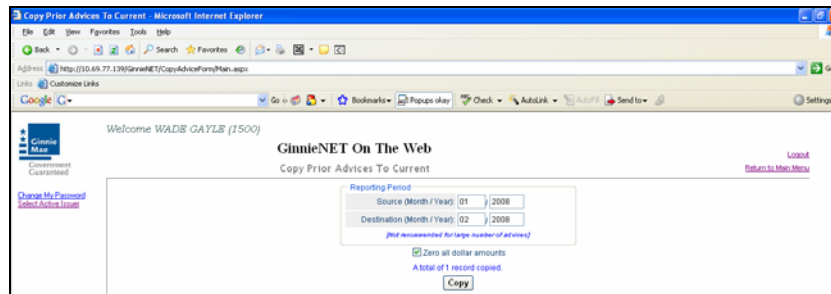 Copy Prior Advices To Current - Microsoft Internet Explorer
File Edit View Favorites Tools Help
Back Search Favorites
Address http://10.69.77.139/GinnieNET/CopyAdviceForm/Main.aspx
Links Customize Links
Google G Go Bookmarks Popups okay Check AutoLink AutoFill Send to Settings
Welcome WADE GAYLE (1500)
Ginnie
Mae
Government
Guaranteed
GinnieNET On The Web
Logout
Copy Prior Advices To Current
Return to Main Menu
Change My Password
Select Active Issuer
Reporting Period
Source (Month / Year): 01 / 2008
Destination (Month / Year): 02 / 2008
[Not recommended for large number of advices]
Zero all dollar amounts
A total of 1 record copied.
Copy